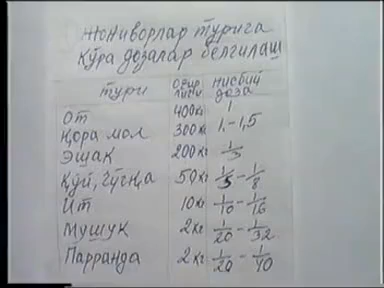 Жониворлар турига
қўра дозалар белгилаш
тури Оғирлиги нисбий доза
От 400кг 1
Қора мол 300кг 1-1,5
Эшак 200кг 1/3
Қўй, чўчқа 50кг 1/5-1/8
Ит 10кг 1/10-1/16
Мушук 2кг 1/20-1/32
Парранда 2кг 1/20-1/40